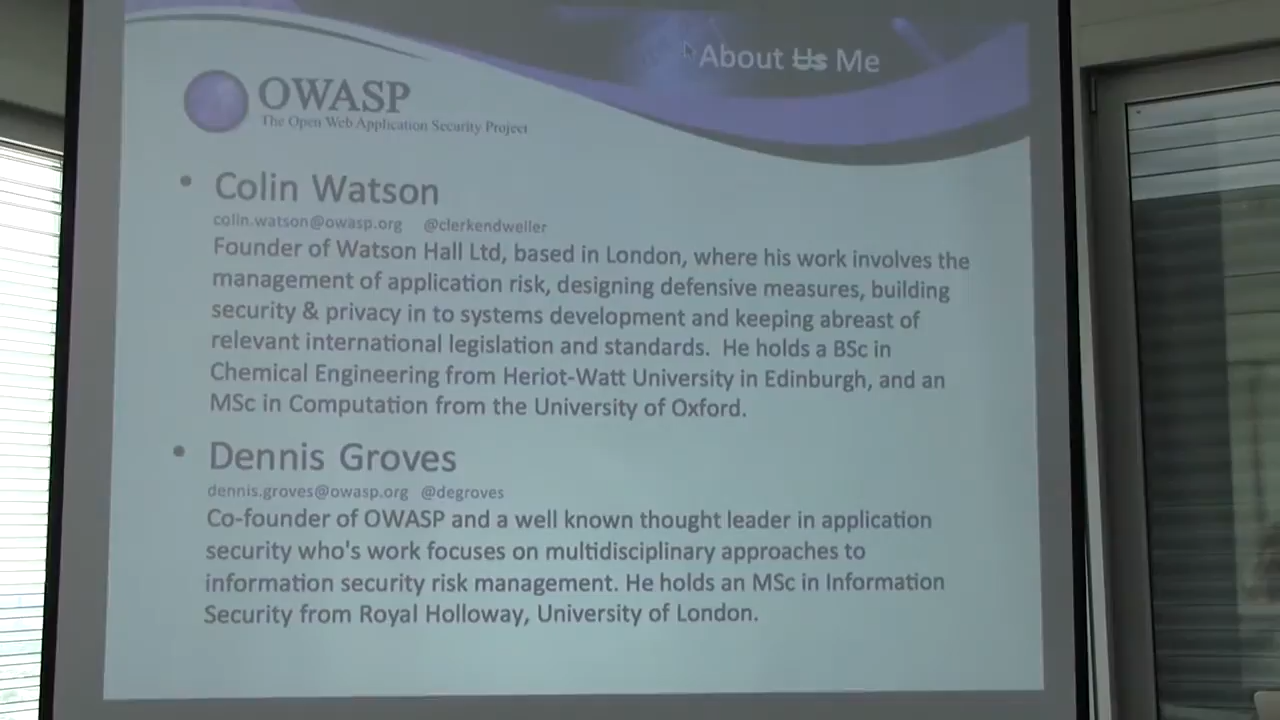 About Us Me
OWASP
The Open Web Application Security Project
• Colin Watson
colin.watson@owasp.org @clerkendweller
Founder of Watson Hall Ltd, based in London, where his work involves the
management of application risk, designing defensive measures, building
security & privacy in to systems development and keeping abreast of
relevant international legislation and standards. He holds a BSc in
Chemical Engineering from Heriot-Watt University in Edinburgh, and an
MSc in Computation from the University of Oxford.
• Dennis Groves
dennis.groves@owasp.org @degroves
Co-founder of OWASP and a well known thought leader in application
security who's work focuses on multidisciplinary approaches to
information security risk management. He holds an MSc in Information
Security from Royal Holloway, University of London.